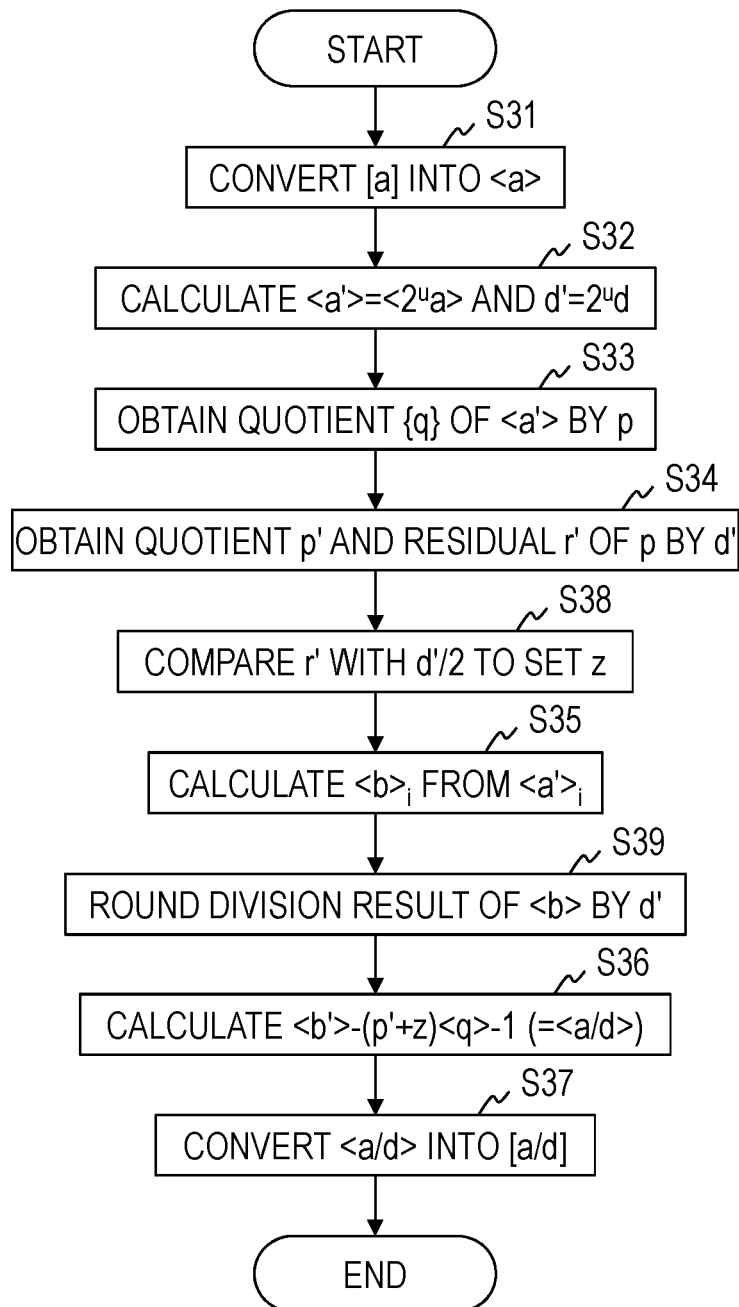 START
S31
CONVERT [a] INTO <a>
S32
CALCULATE <a'>=<2ᵘa> AND d'=2ᵘd
S33
OBTAIN QUOTIENT {q} OF <a'> BY p
S34
OBTAIN QUOTIENT p' AND RESIDUAL r' OF p BY d'
S38
COMPARE r' WITH d'/2 TO SET z
S35
CALCULATE <b>ᵢ FROM <a'>ᵢ
S39
ROUND DIVISION RESULT OF <b> BY d'
S36
CALCULATE <b'>-(p'+z)<q>-1 (=<a/d>)
S37
CONVERT <a/d> INTO [a/d]
END